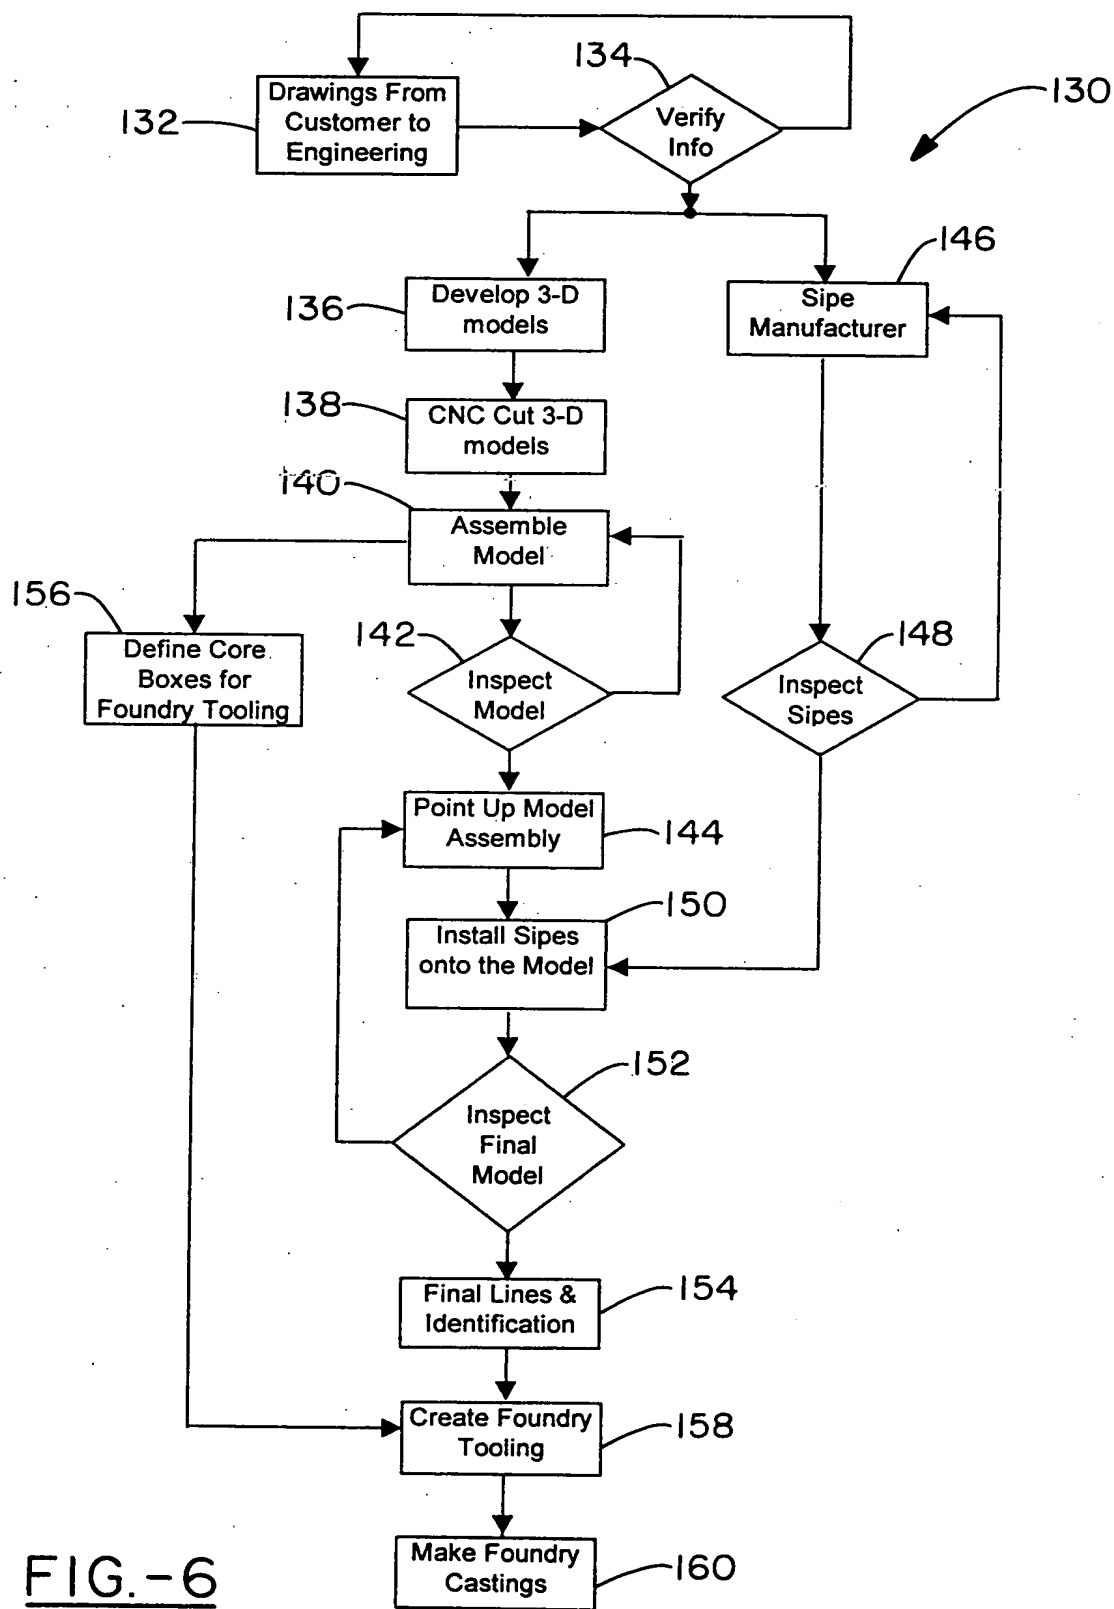 134
130
132
Drawings From
Customer to
Engineering
Verify
Info
146
136
Develop 3-D
models
Sipe
Manufacturer
138
CNC Cut 3-D
models
140
Assemble
Model
156
142
148
Define Core
Boxes for
Foundry Tooling
Inspect
Model
Inspect
Sipes
Point Up Model
Assembly
144
150
Install Sipes
onto the Model
152
Inspect
Final
Model
Final Lines &
Identification
154
Create Foundry
Tooling
158
Make Foundry
Castings
160
FIG.-6